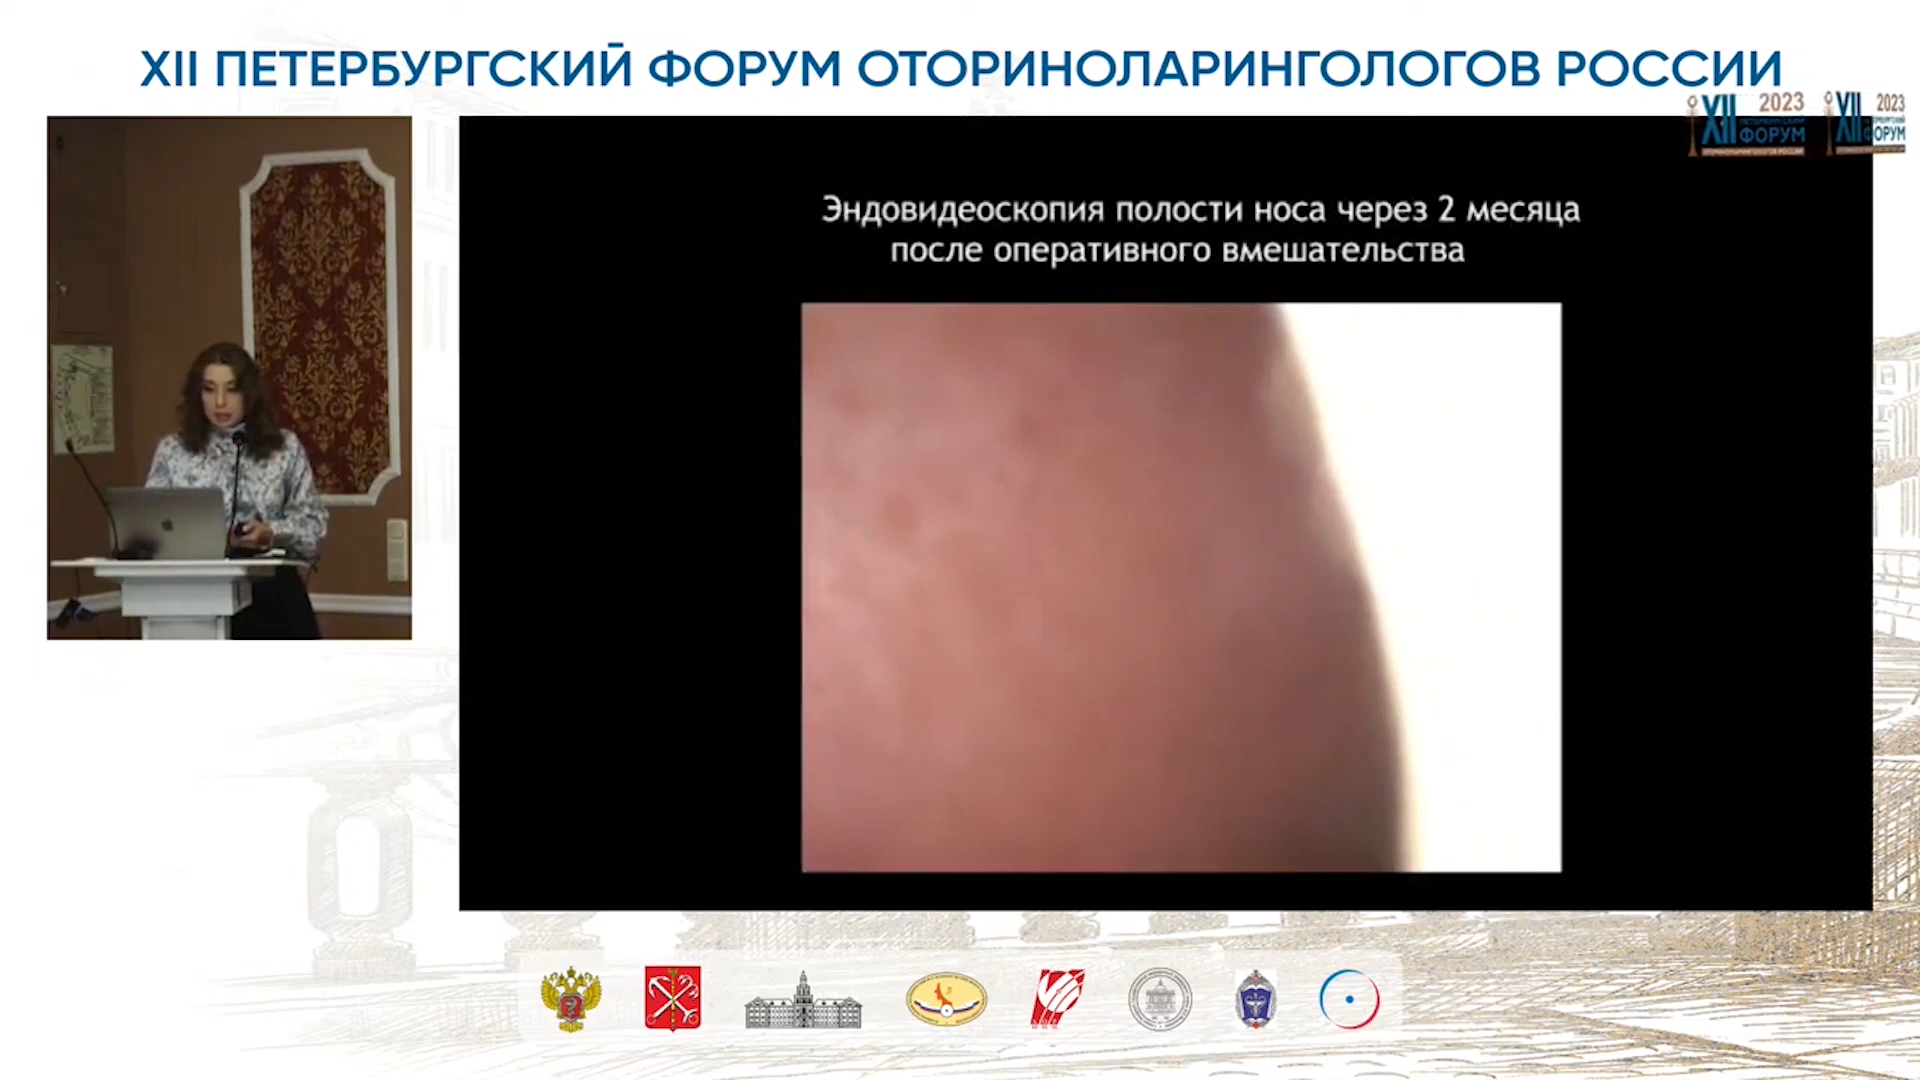 XII ПЕТЕРБУРГСКИЙ ФОРУМ ОТОРИНОЛАРИНГОЛОГОВ РОССИИ
XII 2023
ФОРУМ
XII 2023
ФОРУМ
Эндовидеоскопия полости носа через 2 месяца
после оперативного вмешательства